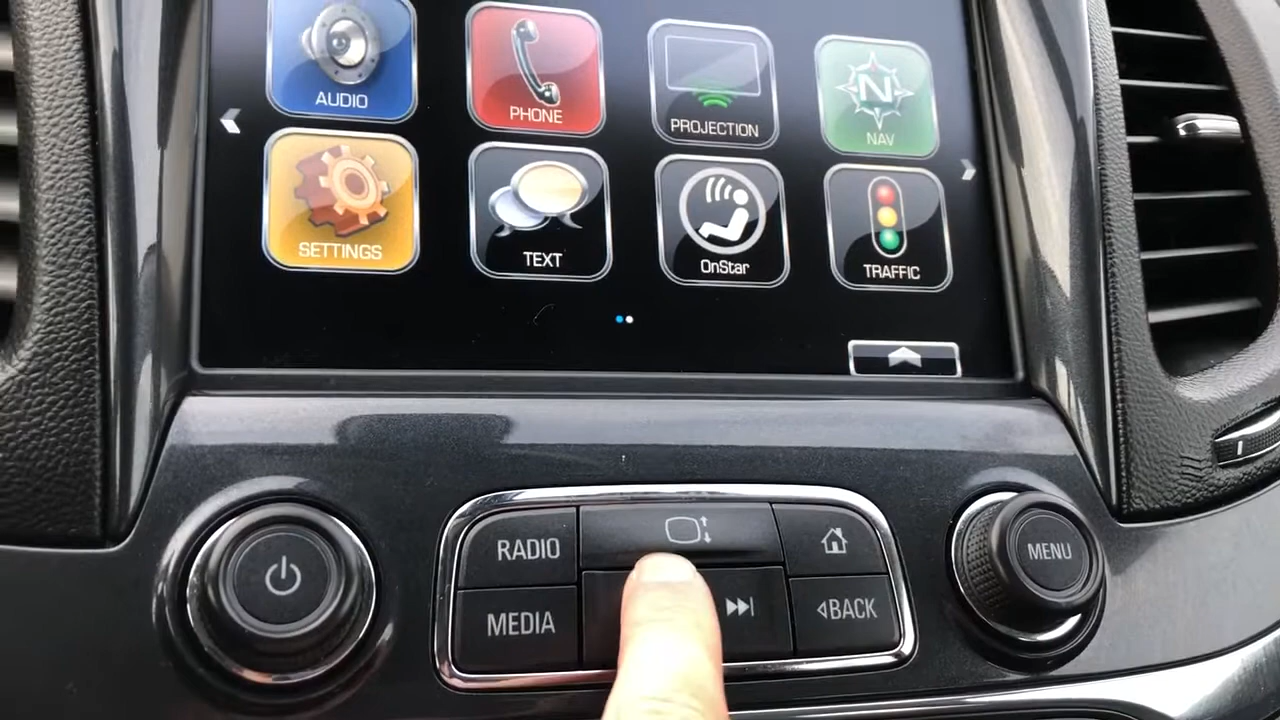 AUDIO
PHONE
PROJECTION
N
NAV
SETTINGS
TEXT
OnStar
TRAFFIC
RADIO
MENU
MEDIA
BACK